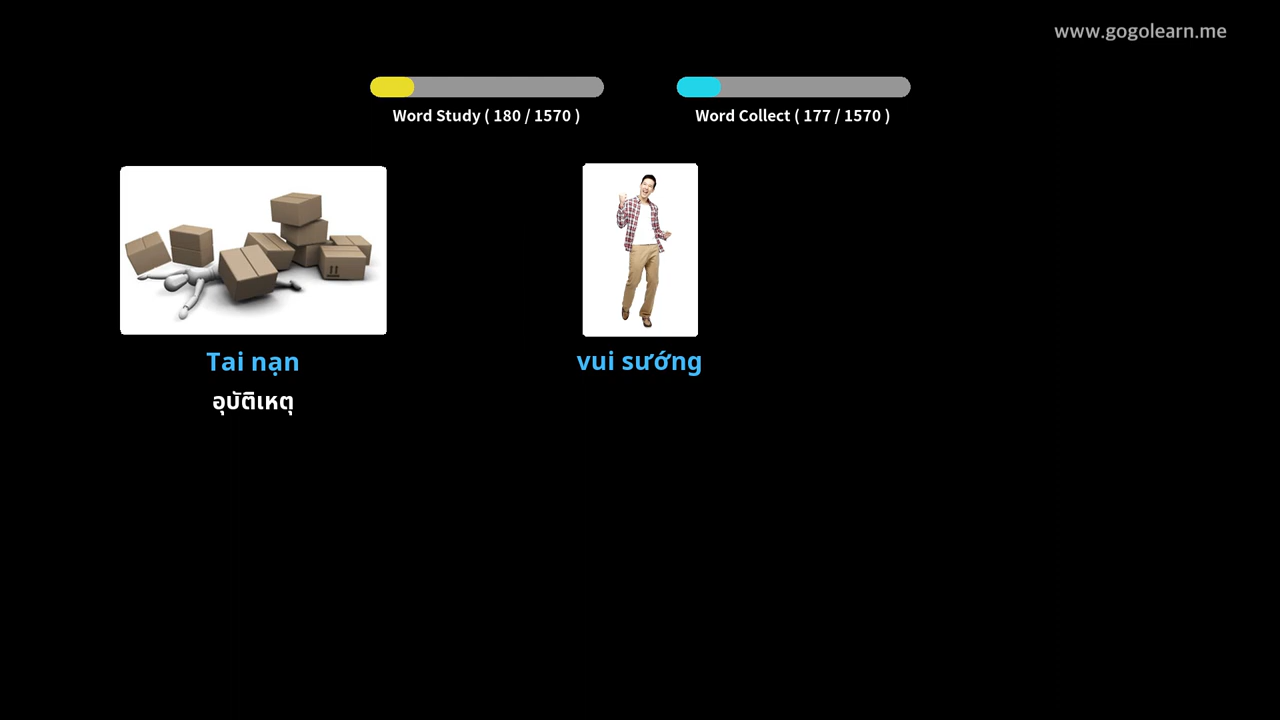 www.gogolearn.me
Word Study ( 180 / 1570 )
Word Collect ( 177 / 1570 )
Tai nạn
อุบัติเหตุ
vui sướng